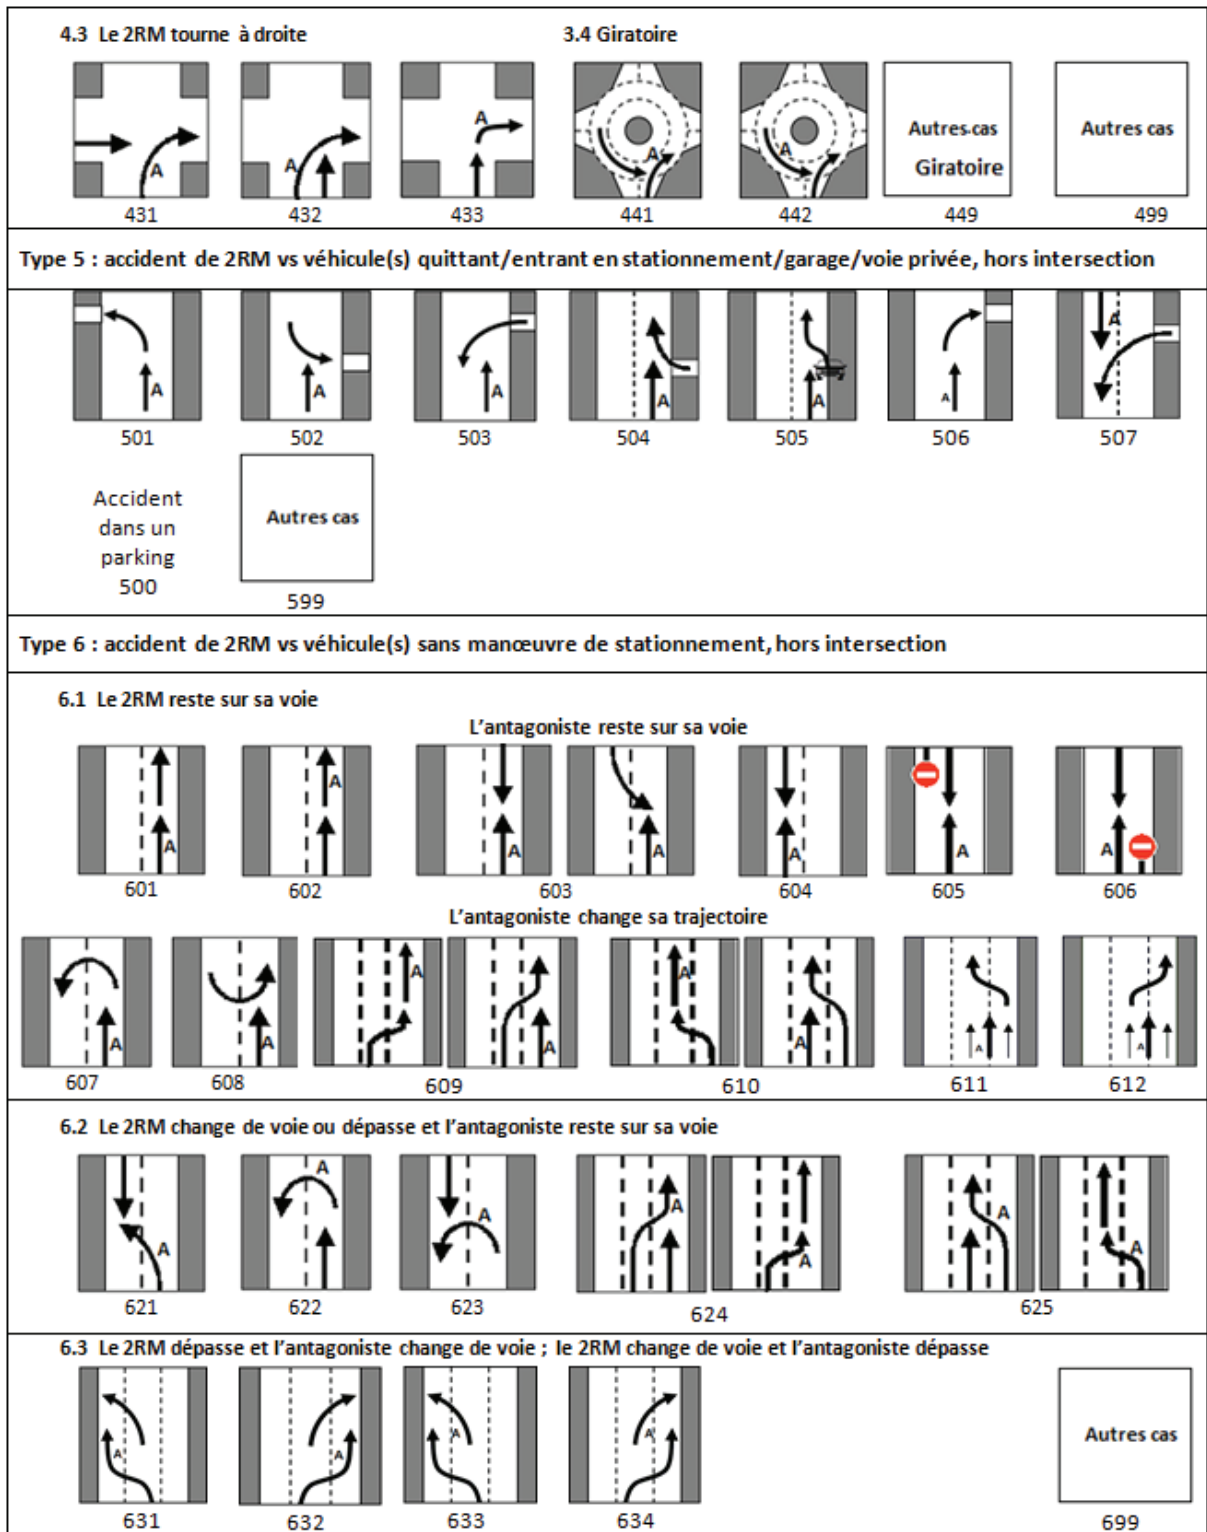 4.3 Le 2RM tourne à droite
3.4 Giratoire
A
A
A
A
A
Autres cas
Giratoire
Autres cas
431
432
433
441
442
449
499
Type 5 : accident de 2RM vs véhicule(s) quittant/entrant en stationnement/garage/voie privée, hors intersection
A
A
A
A
A
A
A
501
502
503
504
505
506
507
Accident
dans un
parking
500
Autres cas
599
Type 6 : accident de 2RM vs véhicule(s) sans manœuvre de stationnement, hors intersection
6.1 Le 2RM reste sur sa voie
L'antagoniste reste sur sa voie
A
A
A
A
A
A
A
601
602
603
604
605
606
L'antagoniste change sa trajectoire
A
A
A
A
A
A
A
A
607
608
609
610
611
612
6.2 Le 2RM change de voie ou dépasse et l'antagoniste reste sur sa voie
A
A
A
A
A
A
A
621
622
623
624
625
6.3 Le 2RM dépasse et l'antagoniste change de voie ; le 2RM change de voie et l'antagoniste dépasse
A
A
A
A
Autres cas
631
632
633
634
699